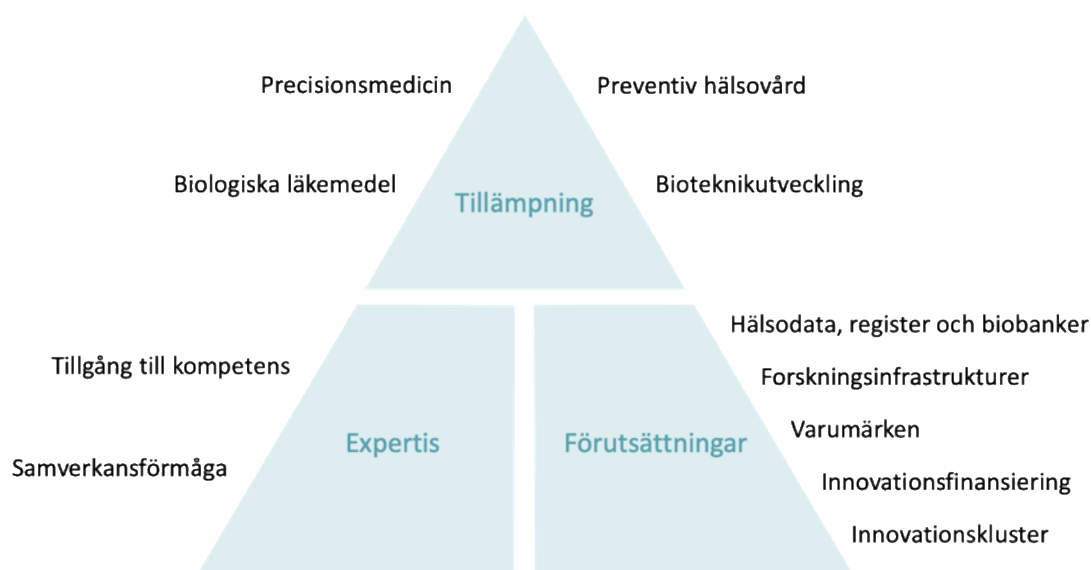 Precisionsmedicin
Preventiv hälsovård
Biologiska läkemedel
Bioteknikutveckling
Tillämpning
Hälsodata, register och biobanker
Tillgång till kompetens
Forskningsinfrastrukturer
Varumärken
Expertis
Förutsättningar
Samverkansförmåga
Innovationsfinansiering
Innovationskluster